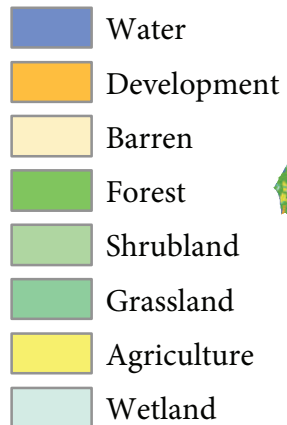 Water
Development
Barren
Forest
Shrubland
Grassland
Agriculture
Wetland